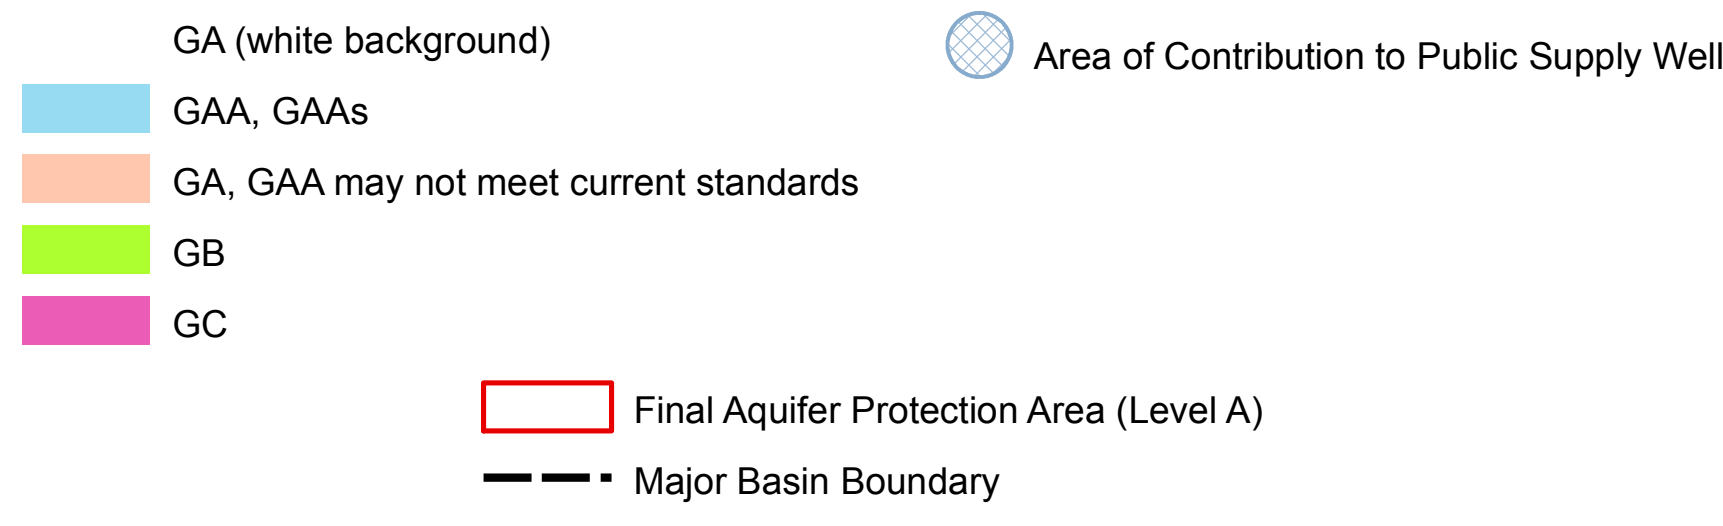 GA (white background)
Area of Contribution to Public Supply Well
GAA, GAAs
GA, GAA may not meet current standards
GB
GC
Final Aquifer Protection Area (Level A)
Major Basin Boundary